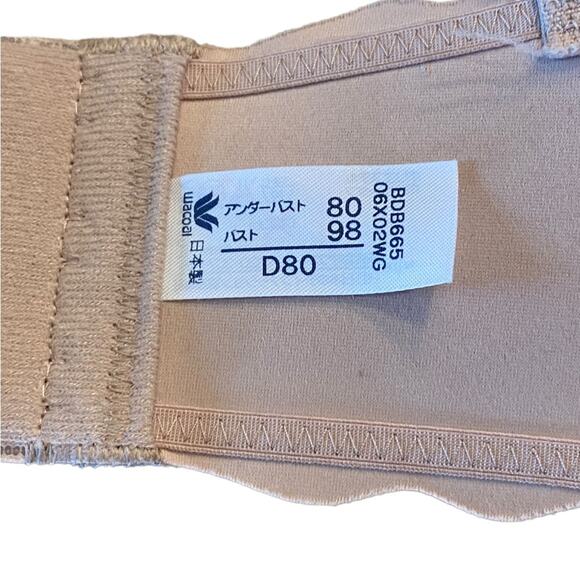 wacoal 日本製
アンダーバスト 80
バスト 98
D80
BDB665
06X02WG